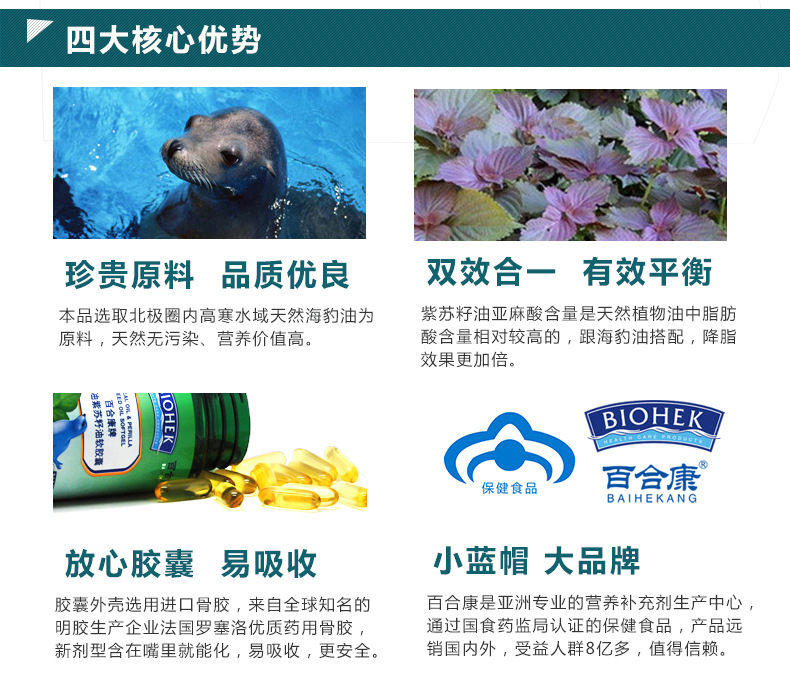 四大核心优势
珍贵原料 品质优良
本品选取北极圈内高寒水域天然海豹油为
原料，天然无污染、营养价值高。
双效合一 有效平衡
紫苏籽油亚麻酸含量是天然植物油中脂肪
酸含量相对较高的，跟海豹油搭配，降脂
效果更加倍。
BIOHEK
百合康牌
油紫苏籽油软胶囊
AL OIL & PERILLA
EED OIL SOFTGEL
百合
放心胶囊 易吸收
胶囊外壳选用进口骨胶，来自全球知名的
明胶生产企业法国罗塞洛优质药用骨胶，
新剂型含在嘴里就能化，易吸收，更安全。
保健食品
BIOHEK
HEALTH CARE PRODUCTS
百合康®
BAIHEKANG
小蓝帽 大品牌
百合康是亚洲专业的营养补充剂生产中心，
通过国食药监局认证的保健食品，产品远
销国内外，受益人群8亿多，值得信赖。